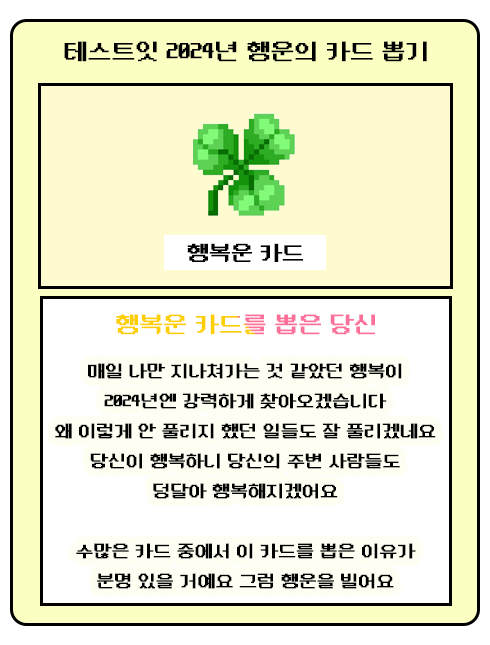 테스트잇 2024년 행운의 카드 뽑기
행복운 카드
행복운 카드를 뽑은 당신
매일 나만 지나쳐가는 것 같았던 행복이
2024년엔 강력하게 찾아오겠습니다
왜 이렇게 안 풀리지 했던 일들도 잘 풀리겠네요
당신이 행복하니 당신의 주변 사람들도
덩달아 행복해지겠어요
수많은 카드 중에서 이 카드를 뽑은 이유가
분명 있을 거예요 그럼 행운을 빌어요